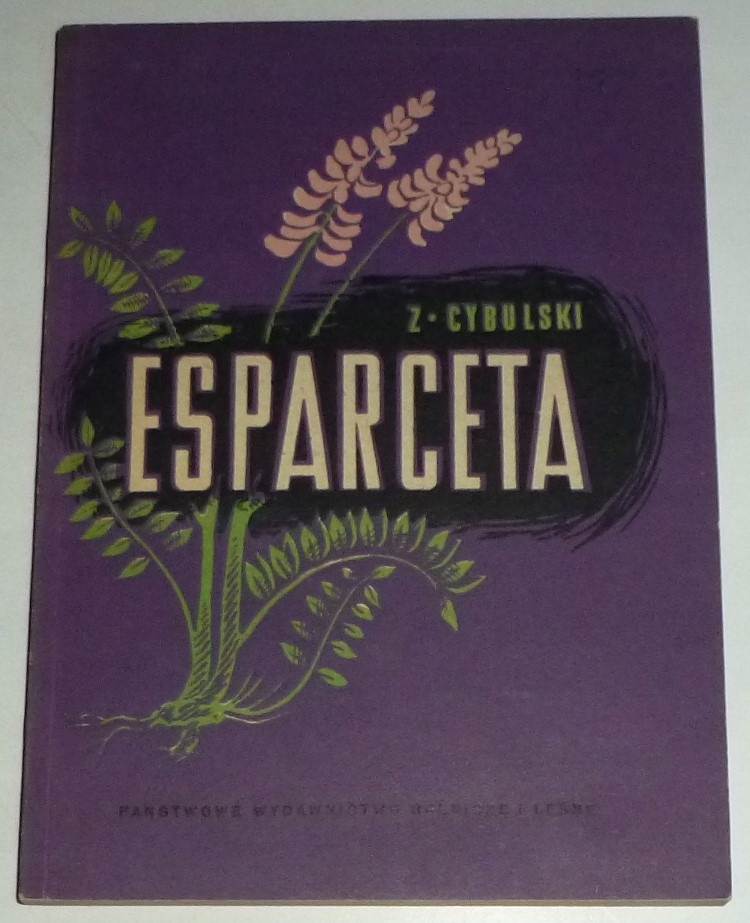 Z. CYBULSKI
ESPARCETA
PAŃSTWOWE WYDAWNICTWO ROLNICZE I LEŚNE